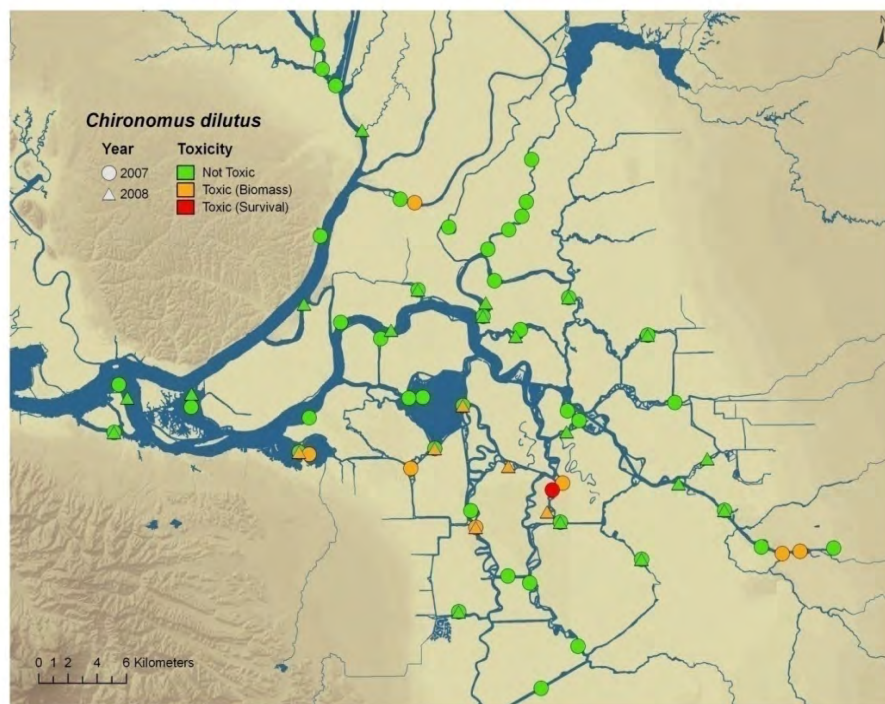 N
Chironomus dilutus
Year Toxicity
2007 Not Toxic
2008 Toxic (Biomass)
Toxic (Survival)
0 1 2 4 6 Kilometers